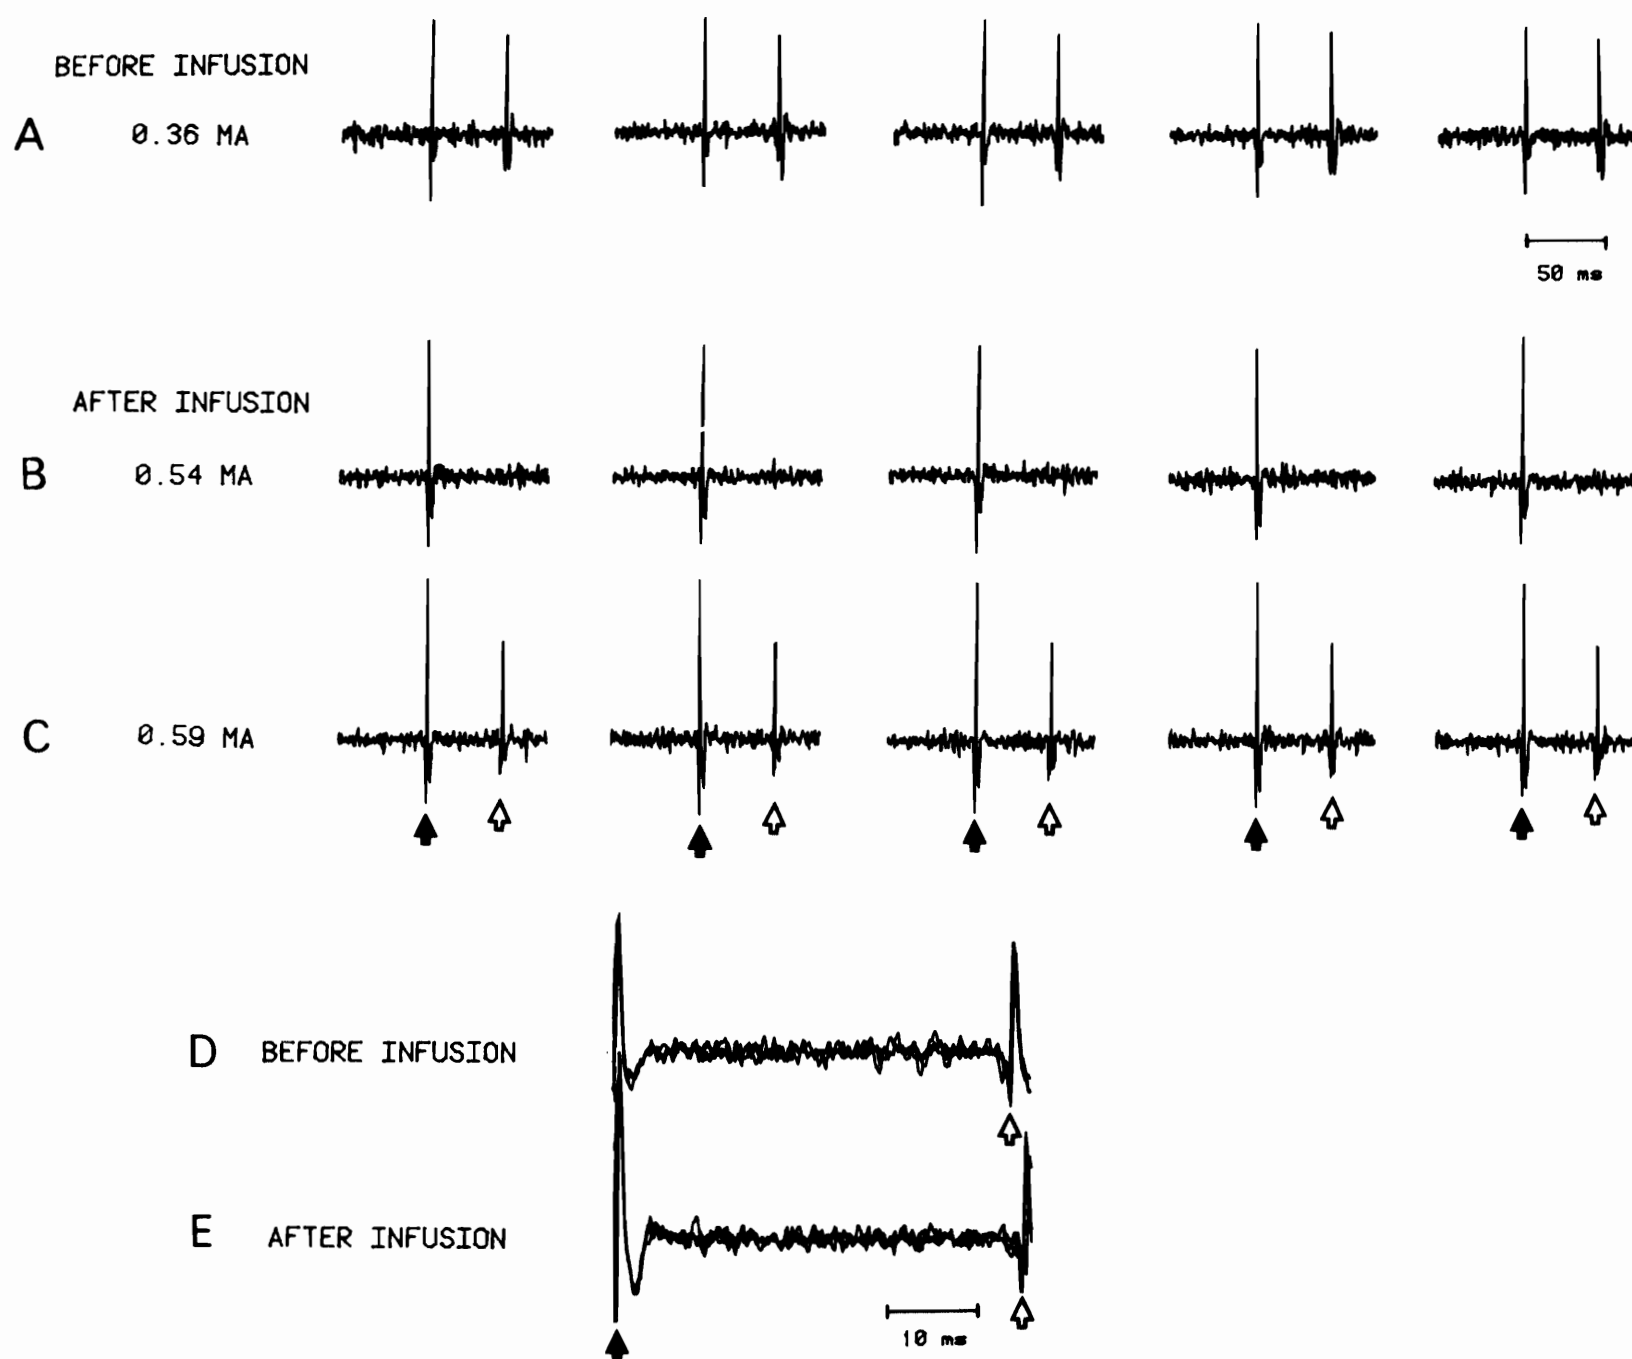 BEFORE INFUSION
A 0.36 MA
50 ms
AFTER INFUSION
B 0.54 MA
C 0.59 MA
D BEFORE INFUSION
E AFTER INFUSION
10 ms